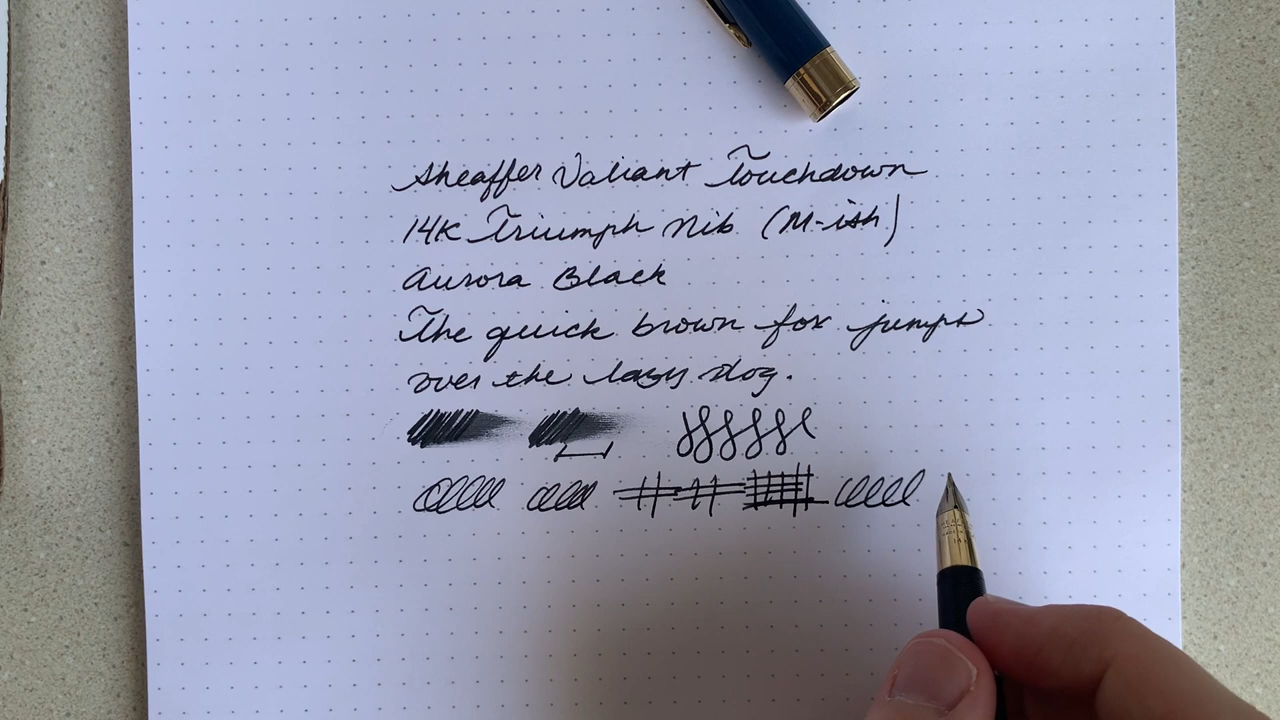 Sheaffer Valiant Touchdown
14K Triumph Nib (M-ish)
Aurora Black
The quick brown fox jumps
over the lazy dog.